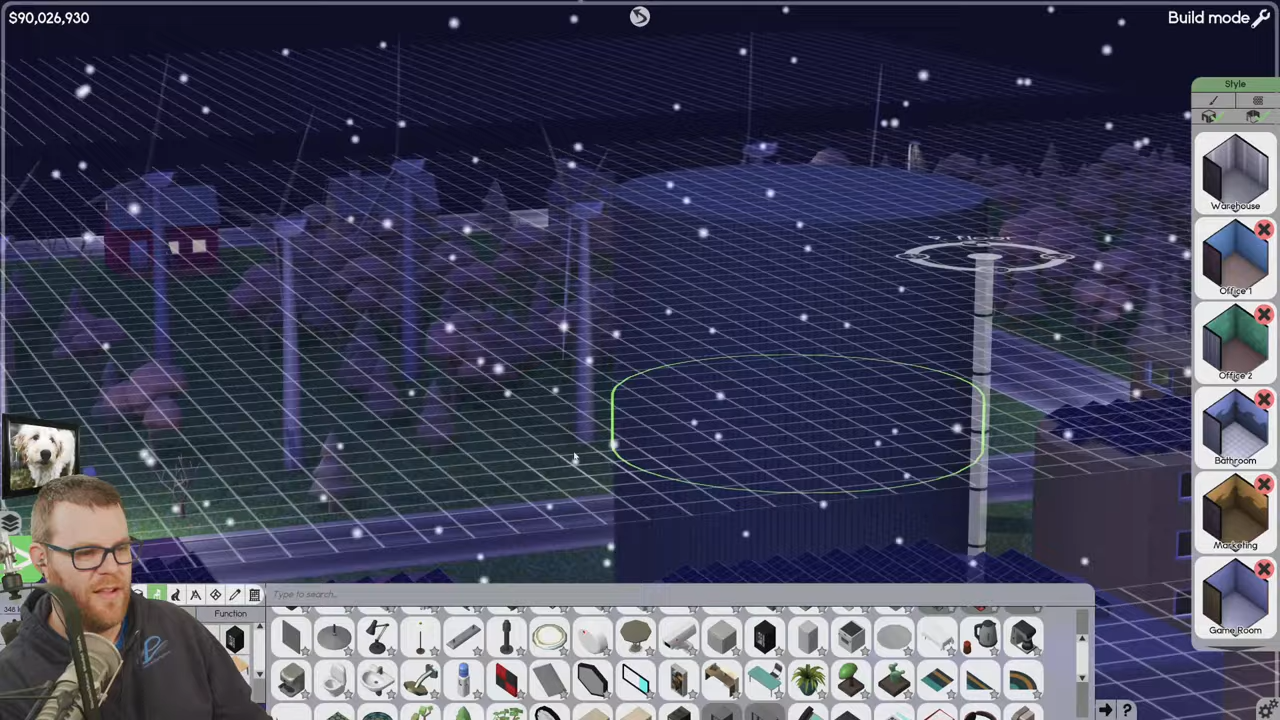 $90,026,930
Build mode
Style
Warehouse
Office 1
Office 2
Bathroom
Marketing
Game Room
Type to search...
Function
?